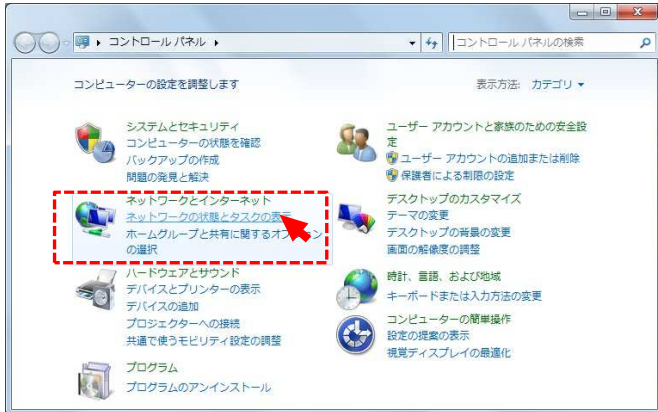 コントロール パネル
コントロール パネルの検索
コンピューターの設定を調整します
表示方法: カテゴリ
システムとセキュリティ
コンピューターの状態を確認
バックアップの作成
問題の発見と解決
ネットワークとインターネット
ネットワークの状態とタスクの表示
ホームグループと共有に関するオプション
の選択
ハードウェアとサウンド
デバイスとプリンターの表示
デバイスの追加
プロジェクターへの接続
共通で使うモビリティ設定の調整
プログラム
プログラムのアンインストール
ユーザー アカウントと家族のための安全設
定
ユーザー アカウントの追加または削除
保護者による制限の設定
デスクトップのカスタマイズ
テーマの変更
デスクトップの背景の変更
画面の解像度の調整
時計、言語、および地域
キーボードまたは入力方法の変更
コンピューターの簡単操作
設定の提案の表示
視覚ディスプレイの最適化